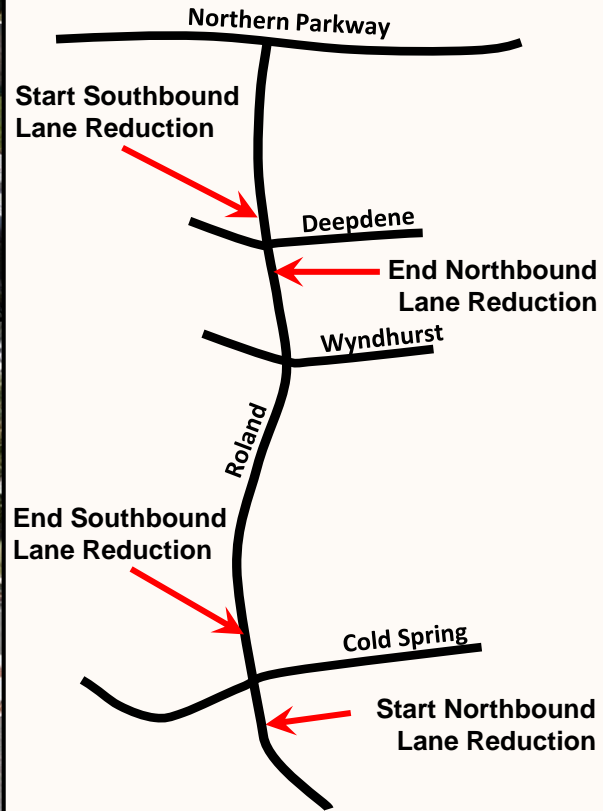 Northern Parkway
Start Southbound
Lane Reduction
Deepdene
End Northbound
Lane Reduction
Wyndhurst
Roland
End Southbound
Lane Reduction
Cold Spring
Start Northbound
Lane Reduction